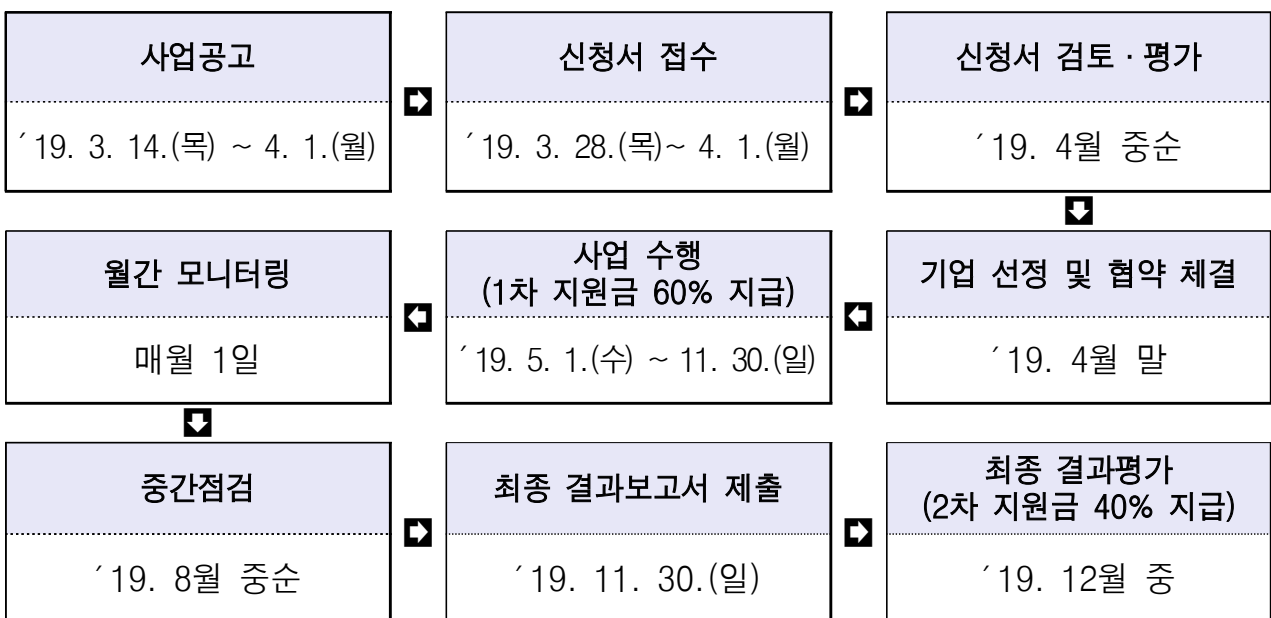 사업공고
´19. 3. 14.(목) ~ 4. 1.(월)
신청서 접수
´19. 3. 28.(목)~ 4. 1.(월)
신청서 검토·평가
´19. 4월 중순
기업 선정 및 협약 체결
´19. 4월 말
사업 수행
(1차 지원금 60% 지급)
´19. 5. 1.(수) ~ 11. 30.(일)
월간 모니터링
매월 1일
중간점검
´19. 8월 중순
최종 결과보고서 제출
´19. 11. 30.(일)
최종 결과평가
(2차 지원금 40% 지급)
´19. 12월 중